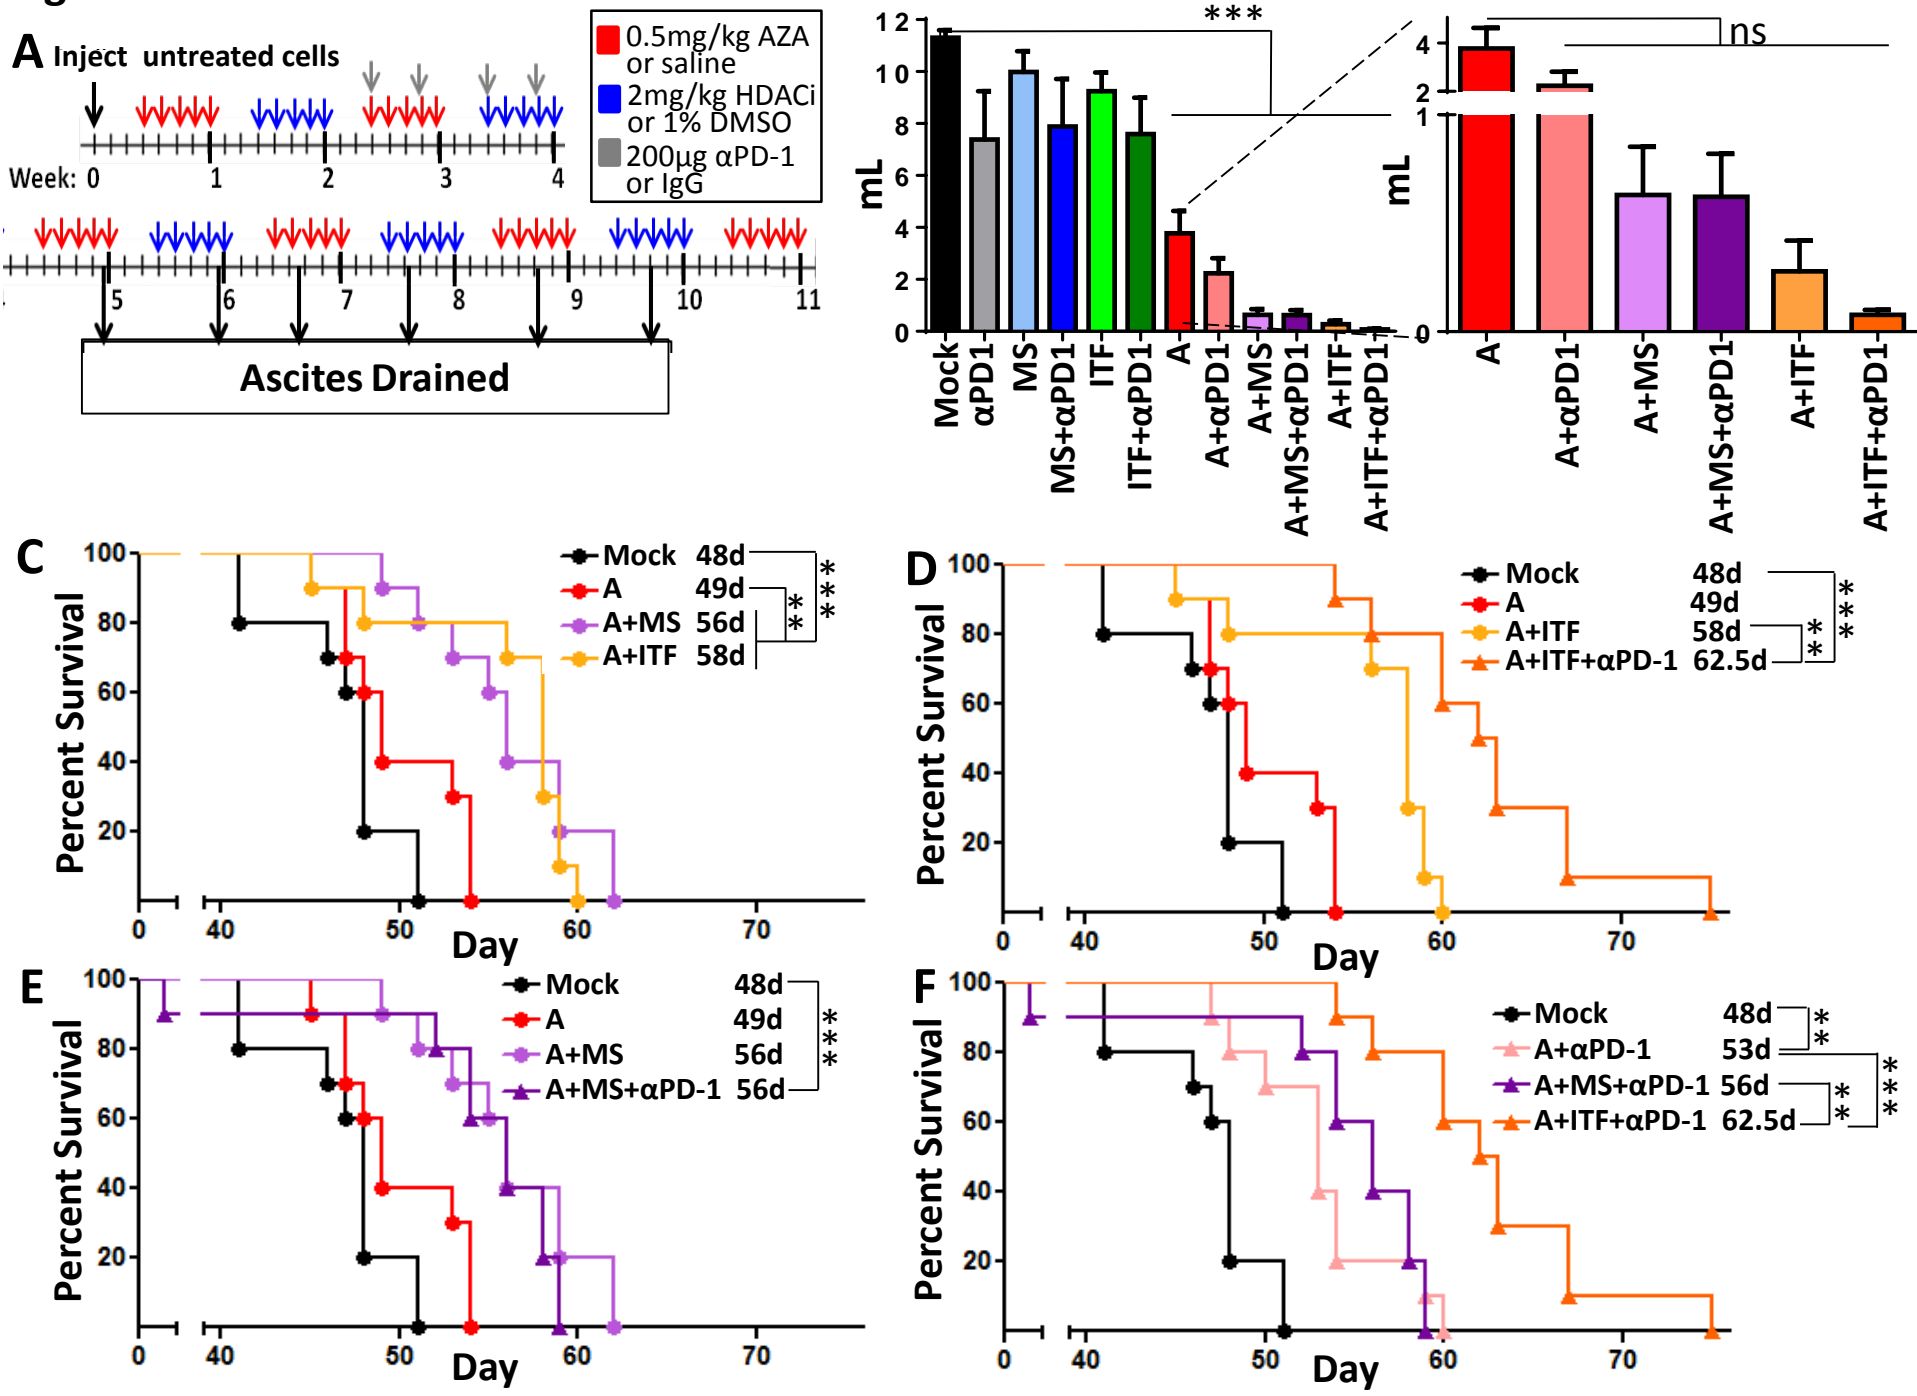 A Inject untreated cells
0.5mg/kg AZA
or saline
2mg/kg HDACi
or 1% DMSO
200µg αPD-1
or IgG
Week: 0 1 2 3 4
5 6 7 8 9 10 11
Ascites Drained
mL
12
10
8
6
4
2
0
***
Mock
αPD1
MS
MS+αPD1
ITF
ITF+αPD1
A
A+αPD1
A+MS
A+MS+αPD1
A+ITF
A+ITF+αPD1
mL
4
2
1
0
ns
A
A+αPD1
A+MS
A+MS+αPD1
A+ITF
A+ITF+αPD1
C
Percent Survival
100
80
60
40
20
0 40 50 60 70
Day
Mock 48d
A 49d
A+MS 56d
A+ITF 58d
**
***
D
Percent Survival
100
80
60
40
20
0 40 50 60 70
Day
Mock 48d
A 49d
A+ITF 58d
A+ITF+αPD-1 62.5d
**
***
E
Percent Survival
100
80
60
40
20
0 40 50 60 70
Day
Mock 48d
A 49d
A+MS 56d
A+MS+αPD-1 56d
***
F
Percent Survival
100
80
60
40
20
0 40 50 60 70
Day
Mock 48d
A+αPD-1 53d
A+MS+αPD-1 56d
A+ITF+αPD-1 62.5d
**
**
***